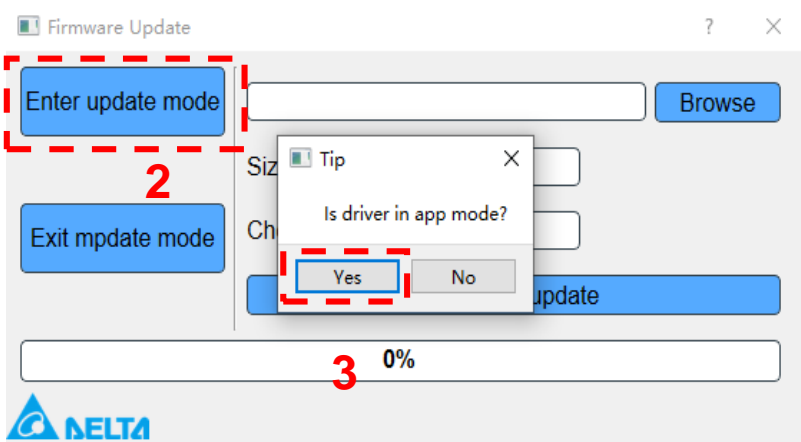 Firmware Update
?
Enter update mode
Browse
2
Siz
Tip
Is driver in app mode?
Exit mpdate mode
Ch
Yes
No
update
3
0%
DELTA